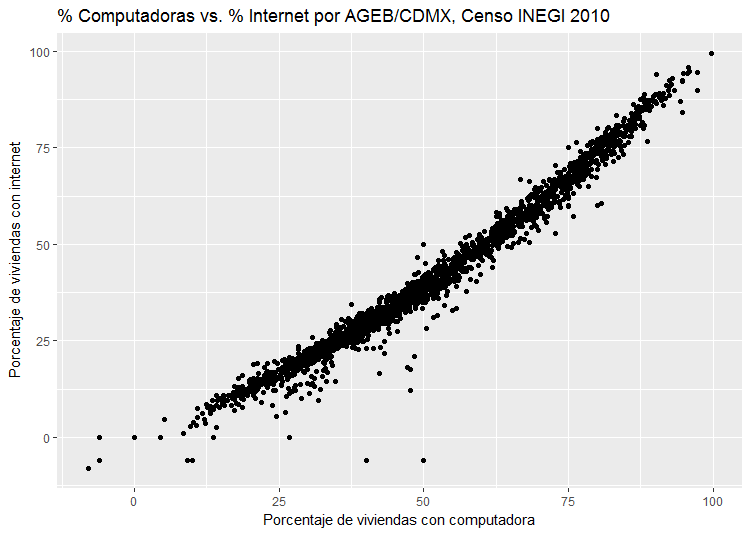 % Computadoras vs. % Internet por AGEB/CDMX, Censo INEGI 2010
Porcentaje de viviendas con internet
100
75
50
25
0
0 25 50 75 100
Porcentaje de viviendas con computadora